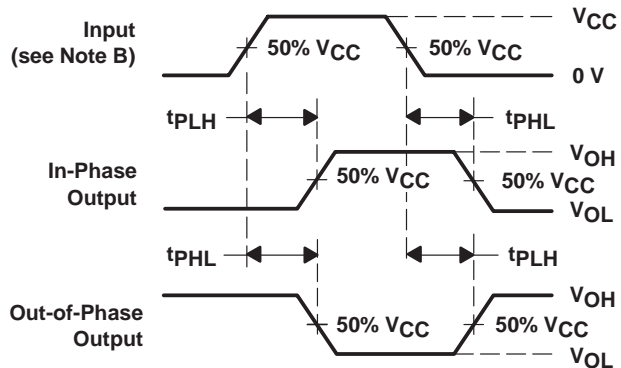 Input
(see Note B)
50% VCC
50% VCC
VCC
0 V
tPLH
tPHL
In-Phase
Output
50% VCC
VOH
50% VCC
VOL
tPHL
tPLH
Out-of-Phase
Output
50% VCC
VOH
50% VCC
VOL